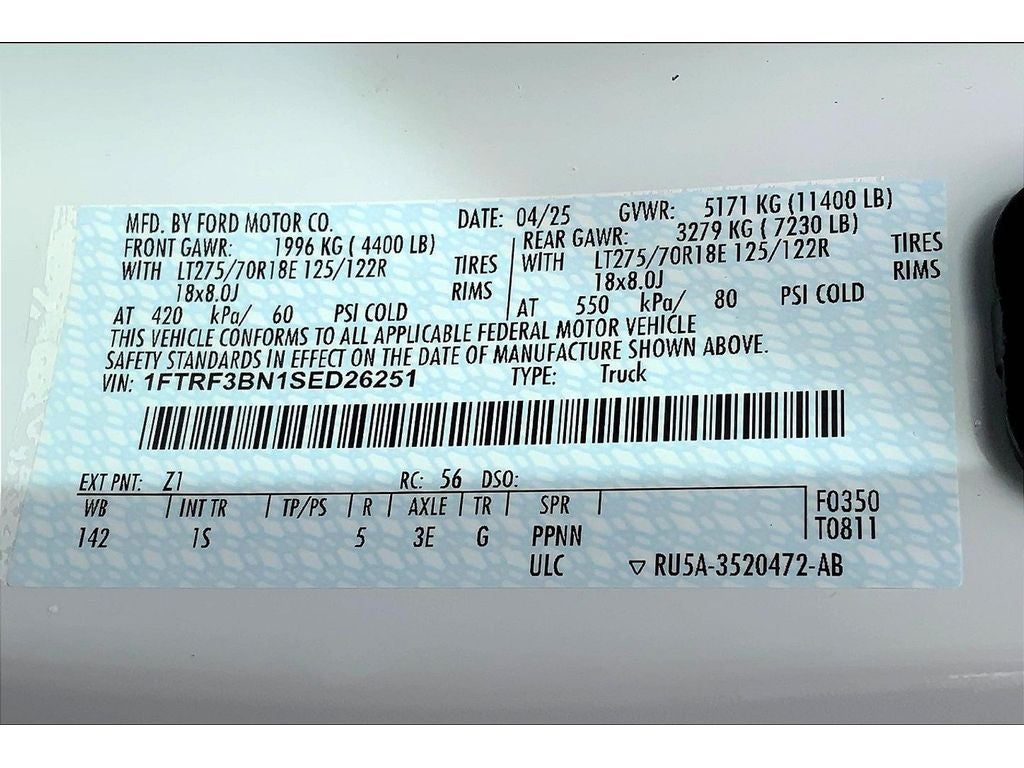 MFD. BY FORD MOTOR CO. DATE: 04/25 GVWR: 5171 KG (11400 LB)
FRONT GAWR: 1996 KG ( 4400 LB) REAR GAWR: 3279 KG ( 7230 LB)
WITH LT275/70R18E 125/122R TIRES WITH LT275/70R18E 125/122R TIRES
18x8.0J RIMS 18x8.0J RIMS
AT 420 kPa/ 60 PSI COLD AT 550 kPa/ 80 PSI COLD
THIS VEHICLE CONFORMS TO ALL APPLICABLE FEDERAL MOTOR VEHICLE
SAFETY STANDARDS IN EFFECT ON THE DATE OF MANUFACTURE SHOWN ABOVE.
VIN: 1FTRF3BN1SED26251 TYPE: Truck
EXT PNT: Z1 RC: 56 DSO:
WB INT TR TP/PS R AXLE TR SPR F0350
142 1S 5 3E G PPNN T0811
ULC ▽ RU5A-3520472-AB